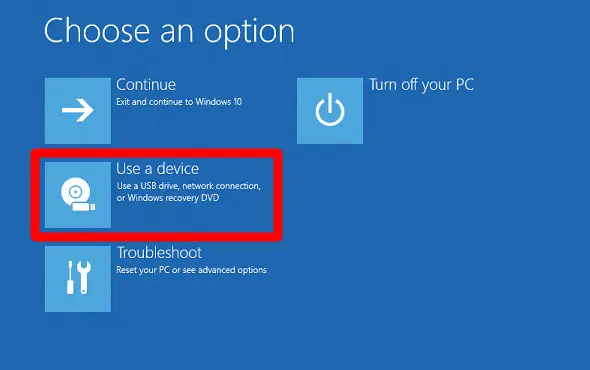 Choose an option
Continue
Exit and continue to Windows 10
Turn off your PC
Use a device
Use a USB drive, network connection,
or Windows recovery DVD
Troubleshoot
Reset your PC or see advanced options